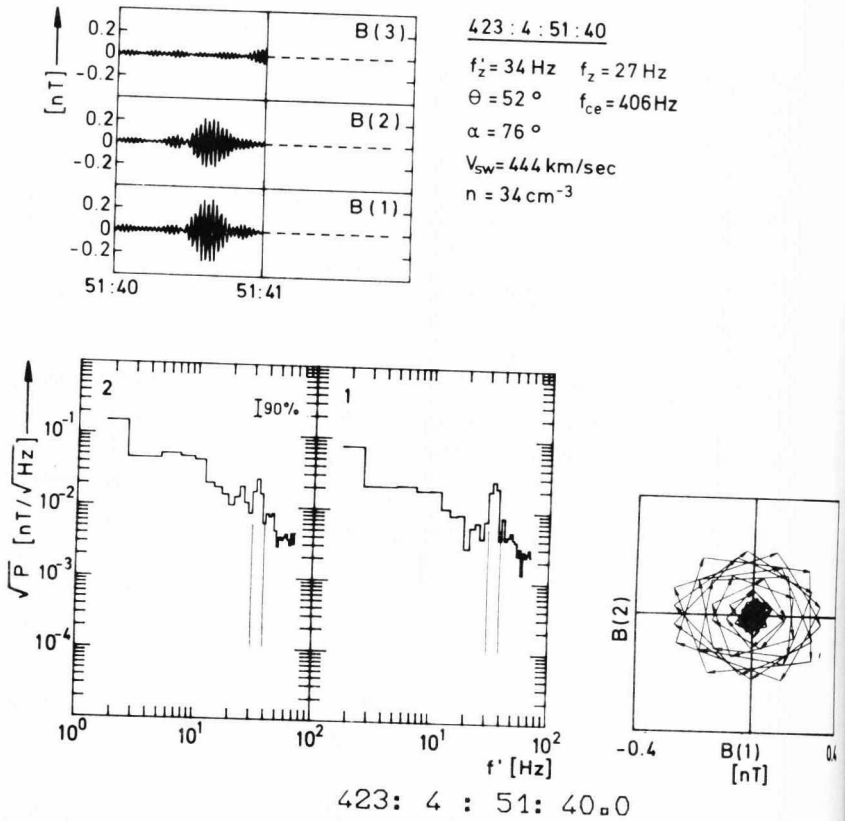 0.2
0
-0.2
[nT]
B(3)
0.2
0
-0.2
B(2)
0.2
0
-0.2
B(1)
51:40
51:41
423 : 4 : 51 : 40
f'z = 34 Hz fz = 27 Hz
Θ = 52° fce = 406 Hz
α = 76°
Vsw = 444 km/sec
n = 34 cm⁻³
√P [nT/√Hz]
10⁻¹
10⁻²
10⁻³
10⁻⁴
2
90%
1
10⁰
10¹
10²
10¹
10²
f' [Hz]
B(2)
-0.4
B(1)
0.4
[nT]
423: 4 : 51: 40.0